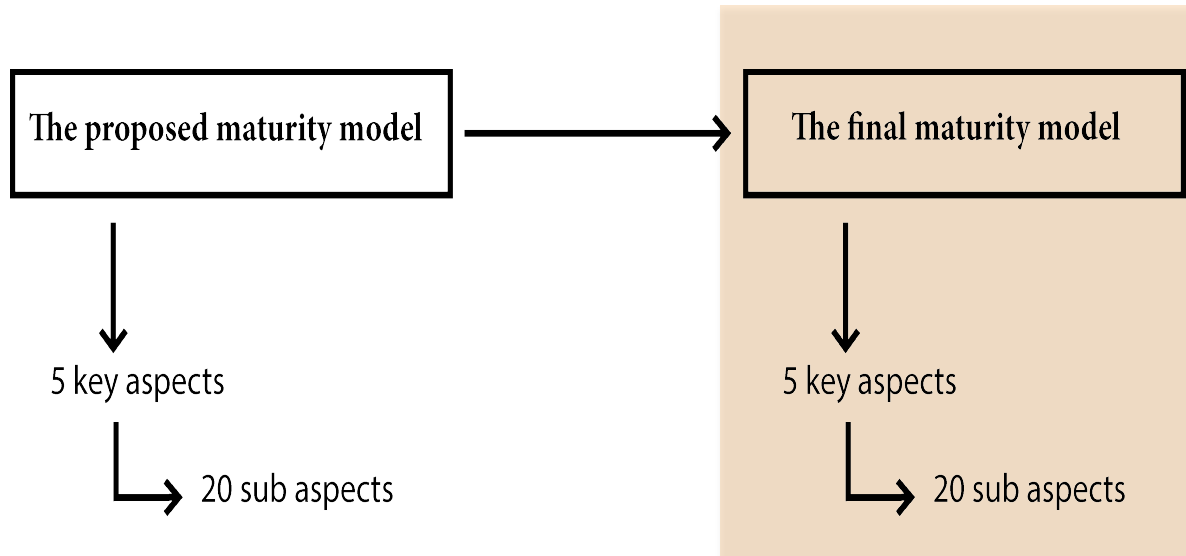 The proposed maturity model
The final maturity model
5 key aspects
5 key aspects
20 sub aspects
20 sub aspects